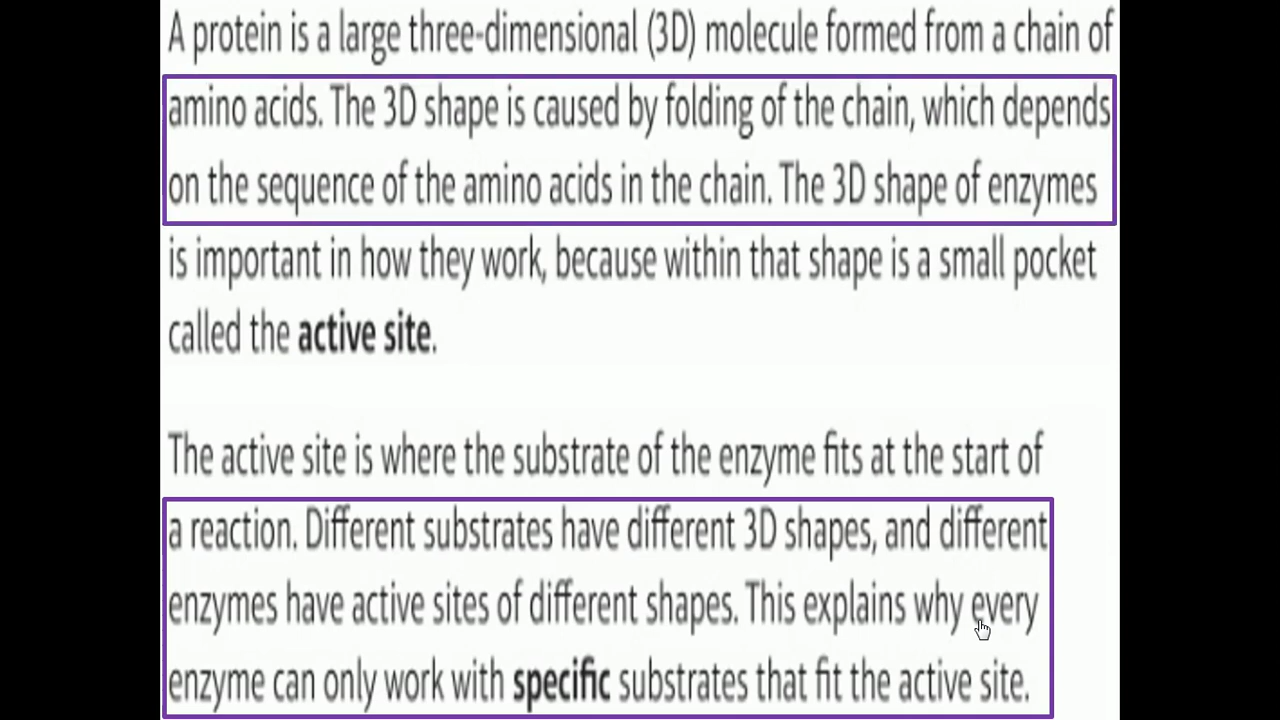 A protein is a large three-dimensional (3D) molecule formed from a chain of
amino acids. The 3D shape is caused by folding of the chain, which depends
on the sequence of the amino acids in the chain. The 3D shape of enzymes
is important in how they work, because within that shape is a small pocket
called the active site.
The active site is where the substrate of the enzyme fits at the start of
a reaction. Different substrates have different 3D shapes, and different
enzymes have active sites of different shapes. This explains why every
enzyme can only work with specific substrates that fit the active site.